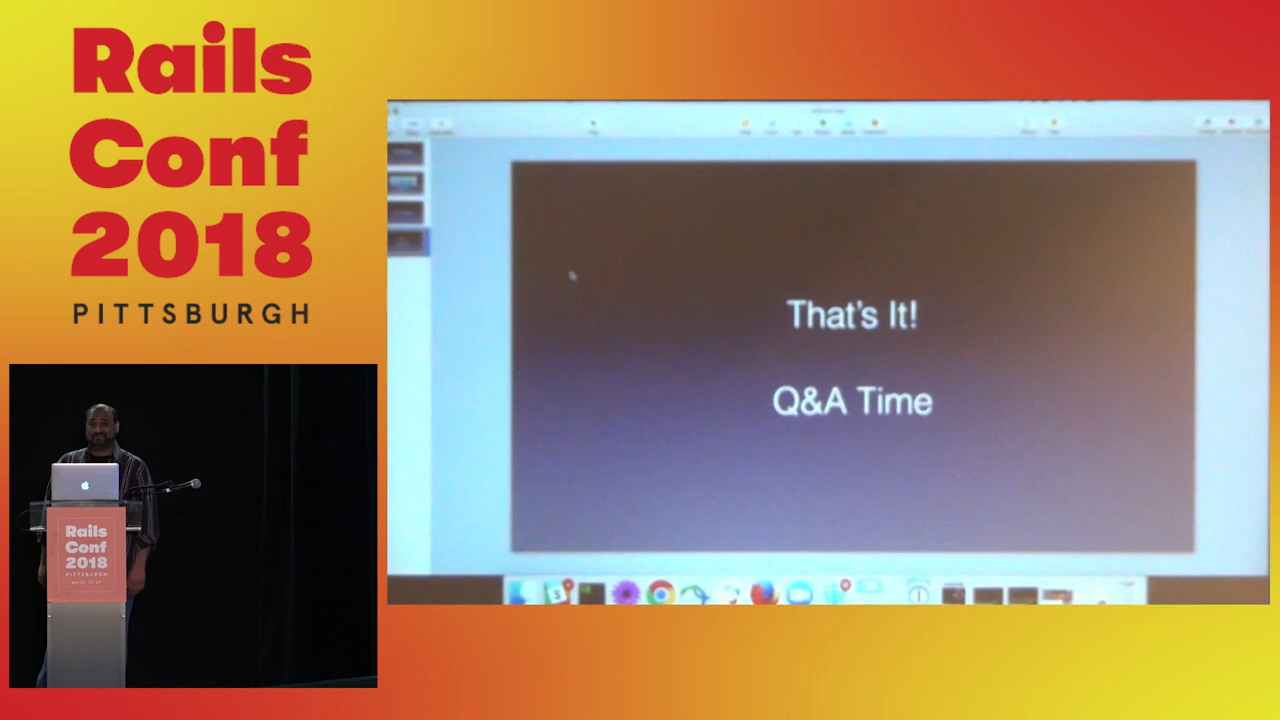 Rails
Conf
2018
PITTSBURGH
That's It!
Q&A Time
Rails
Conf
2018
PITTSBURGH